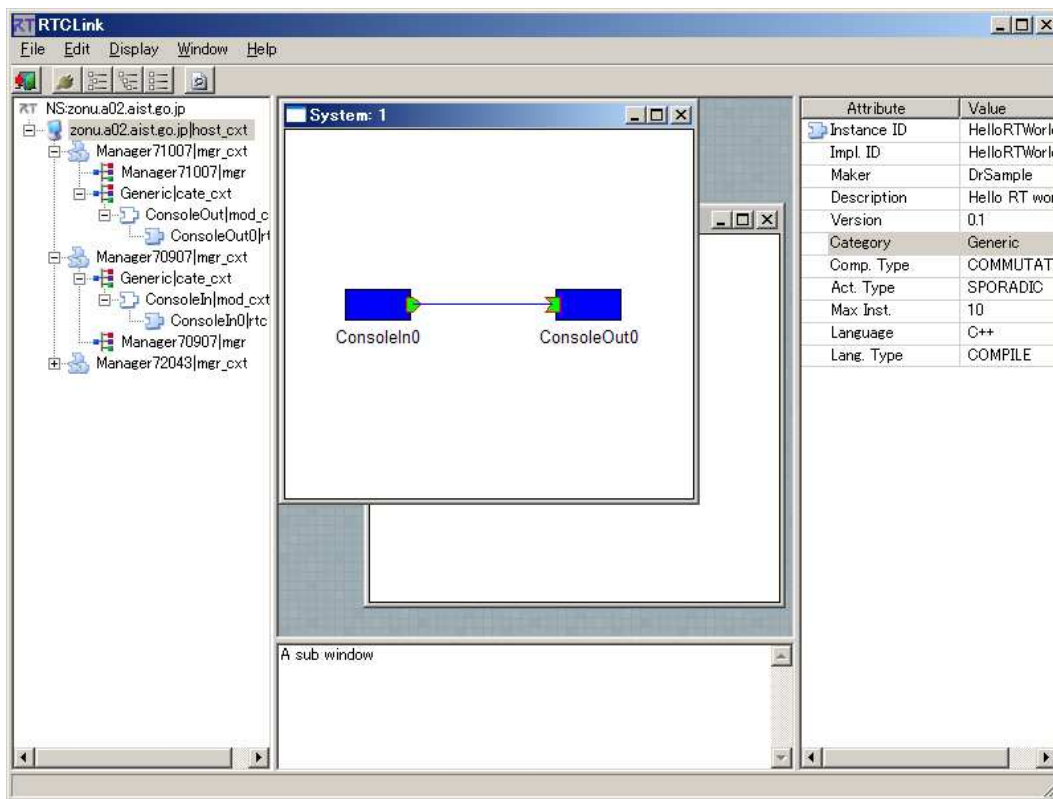 RTCLink
File Edit Display Window Help
NS:zonu.a02.aist.go.jp
zonu.a02.aist.go.jp|host_cxt
Manager71007|mgr_cxt
Manager71007|mgr
Generic|cate_cxt
ConsoleOut|mod_c
ConsoleOut0|rt
Manager70907|mgr_cxt
Generic|cate_cxt
ConsoleIn|mod_cxt
ConsoleIn0|rtc
Manager70907|mgr
Manager72043|mgr_cxt
System: 1
ConsoleIn0
ConsoleOut0
A sub window
Attribute Value
Instance ID HelloRTWorl
Impl. ID HelloRTWorl
Maker DrSample
Description Hello RT wor
Version 0.1
Category Generic
Comp. Type COMMUTAT
Act. Type SPORADIC
Max Inst. 10
Language C++
Lang. Type COMPILE